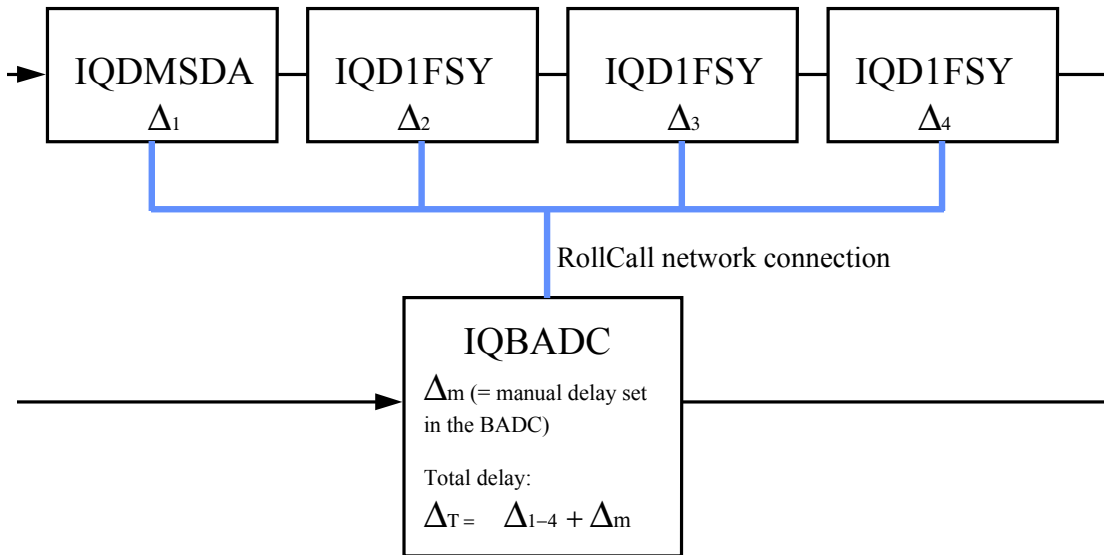 IQDMSDA
Δ1
IQD1FSY
Δ2
IQD1FSY
Δ3
IQD1FSY
Δ4
RollCall network connection
IQBADC
Δm (= manual delay set
in the BADC)
Total delay:
ΔT = Δ1−4 + Δm